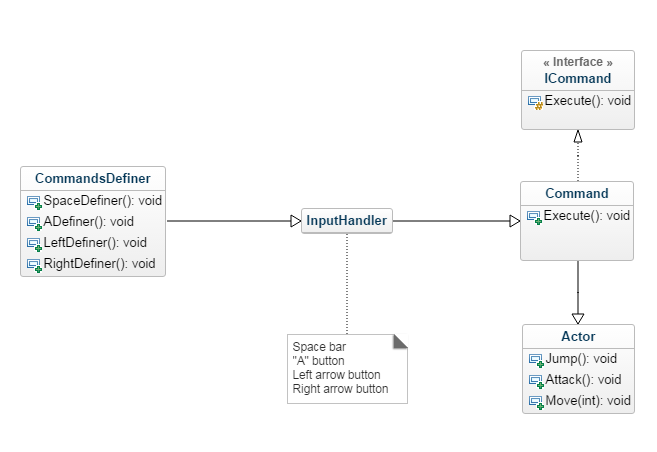 « Interface »
ICommand
Execute(): void
CommandsDefiner
SpaceDefiner(): void
ADefiner(): void
LeftDefiner(): void
RightDefiner(): void
InputHandler
Command
Execute(): void
Space bar
"A" button
Left arrow button
Right arrow button
Actor
Jump(): void
Attack(): void
Move(int): void